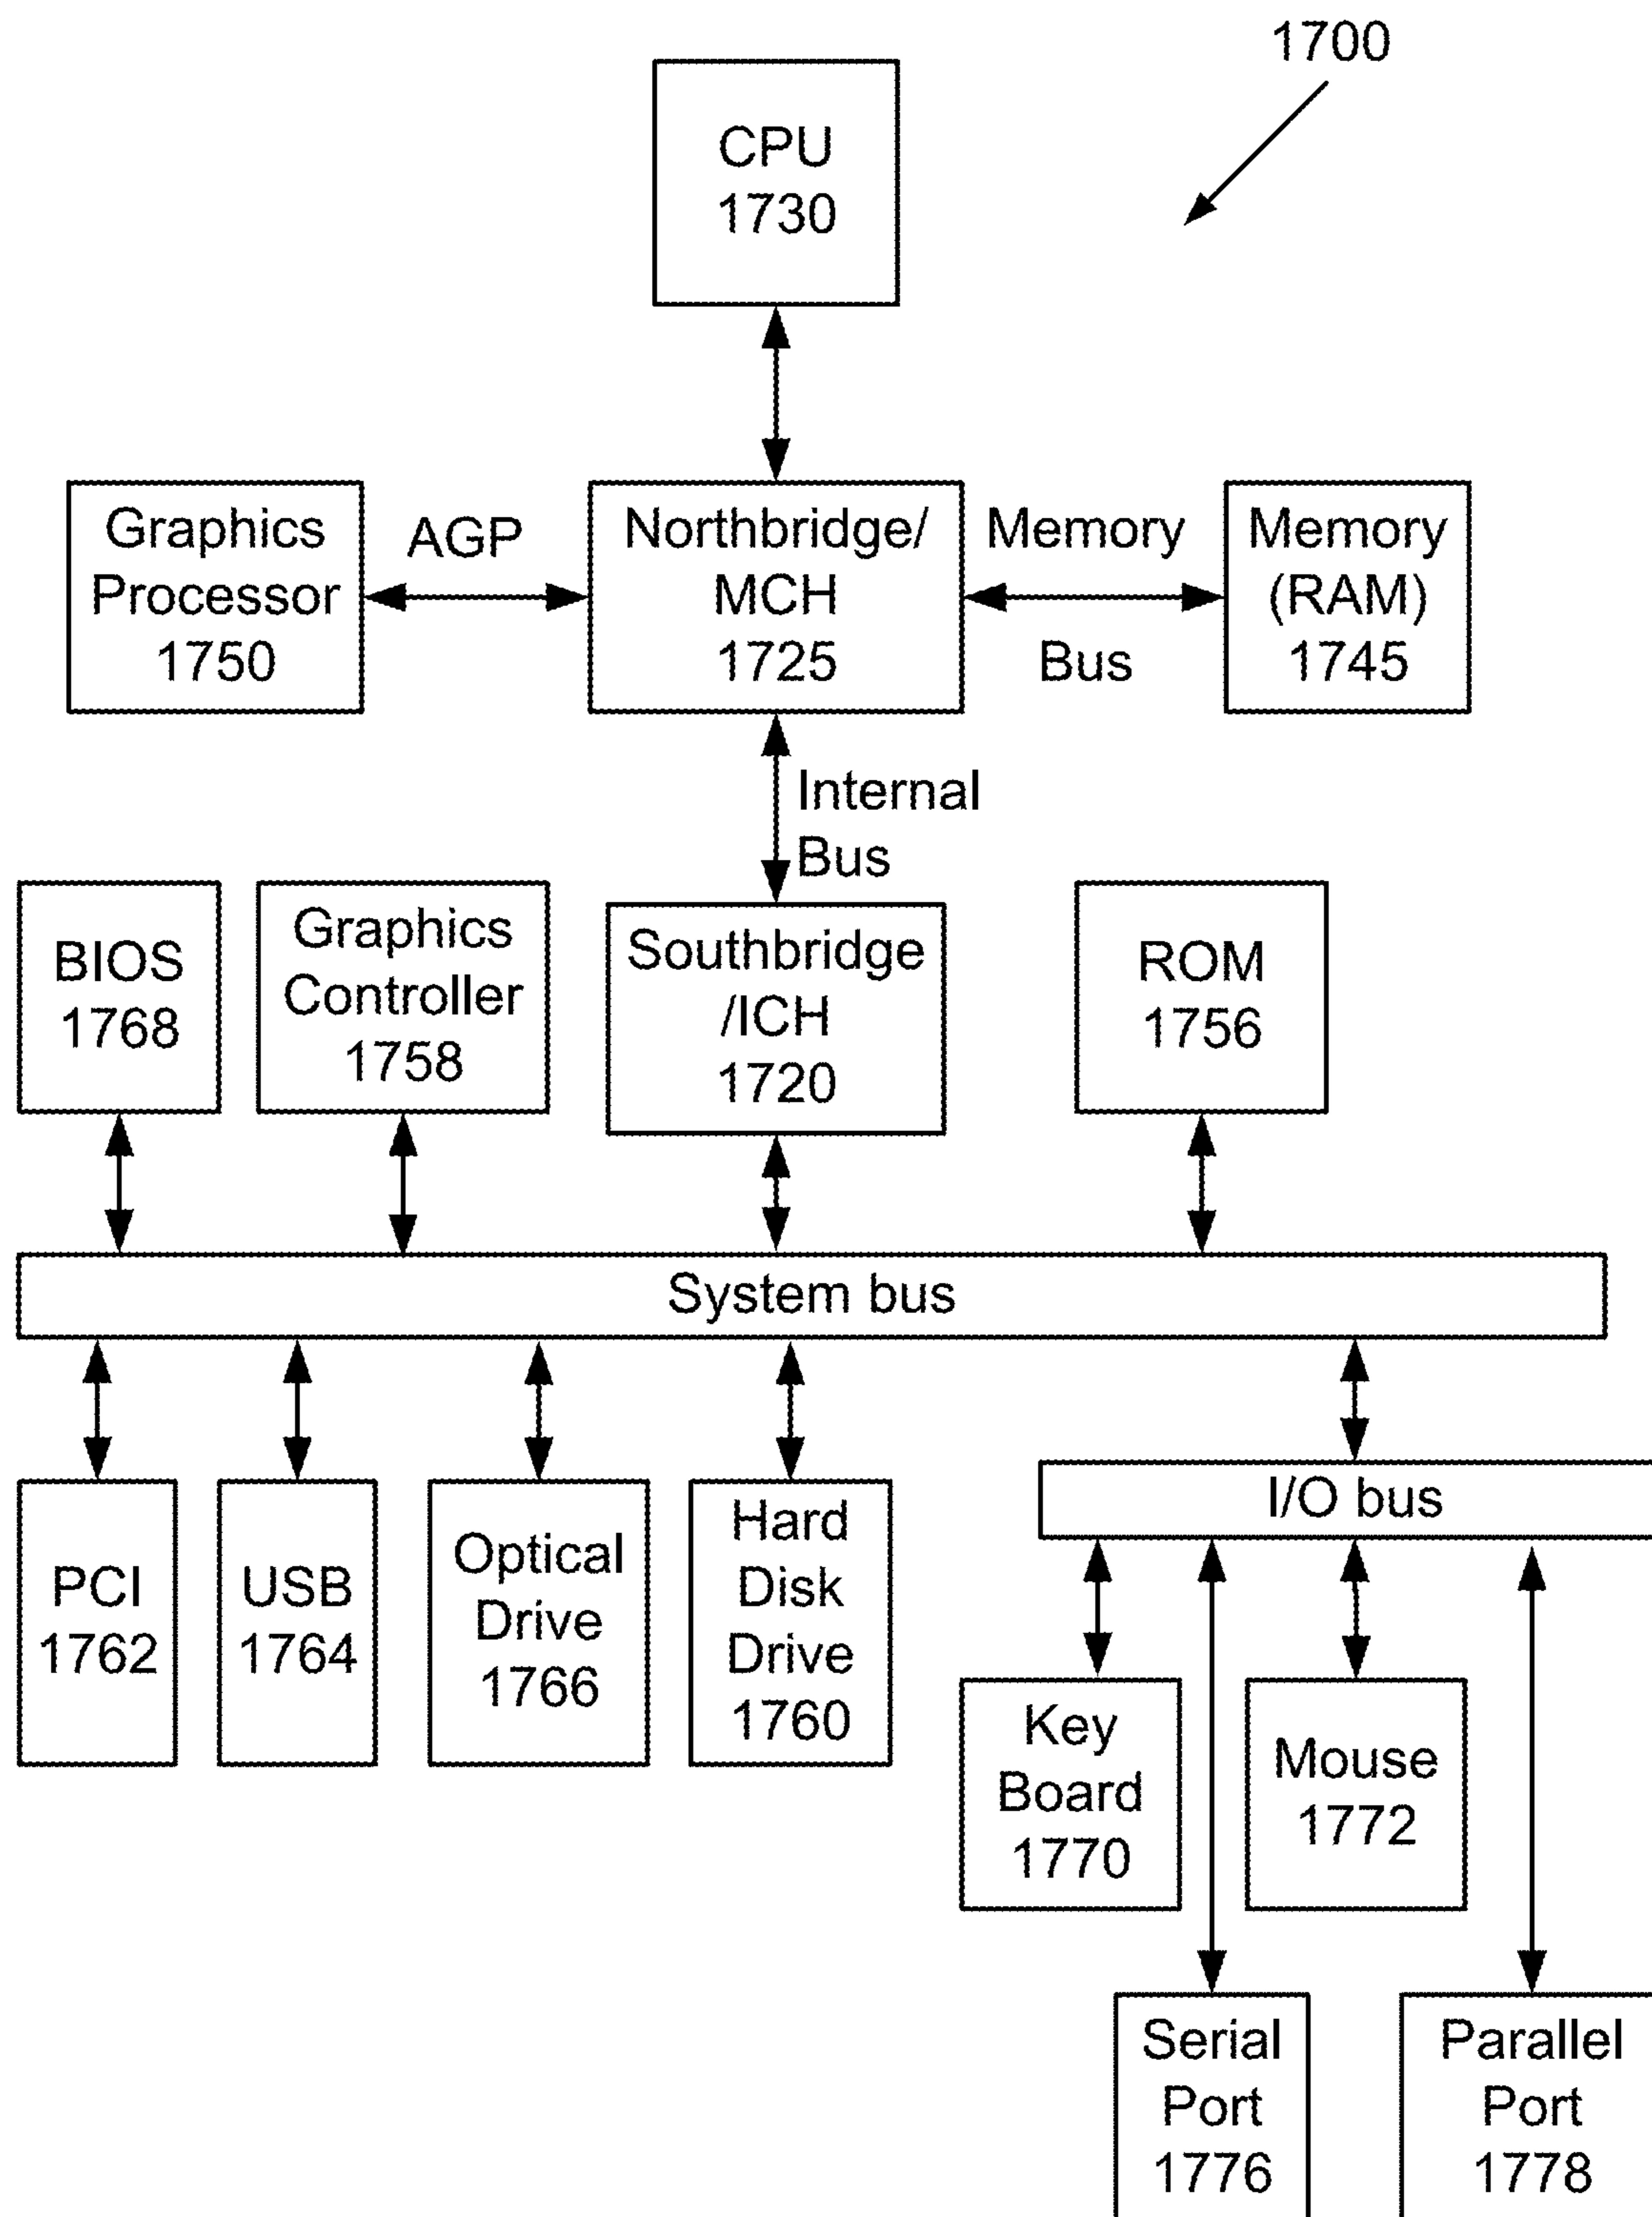 1700
CPU
1730
Graphics
Processor
1750
AGP
Northbridge/
MCH
1725
Memory
Bus
Memory
(RAM)
1745
Internal
Bus
BIOS
1768
Graphics
Controller
1758
Southbridge
/ICH
1720
ROM
1756
System bus
PCI
1762
USB
1764
Optical
Drive
1766
Hard
Disk
Drive
1760
I/O bus
Key
Board
1770
Mouse
1772
Serial
Port
1776
Parallel
Port
1778